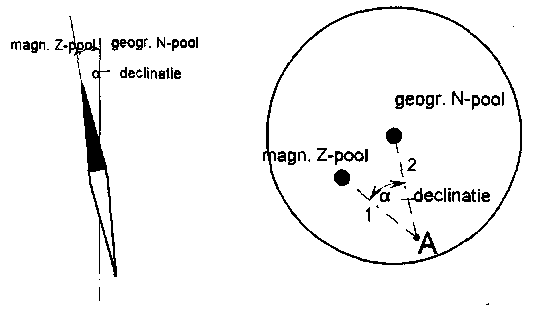 magn. Z-pool geogr. N-pool
α declinatie
geogr. N-pool
magn. Z-pool
2
α declinatie
1
A